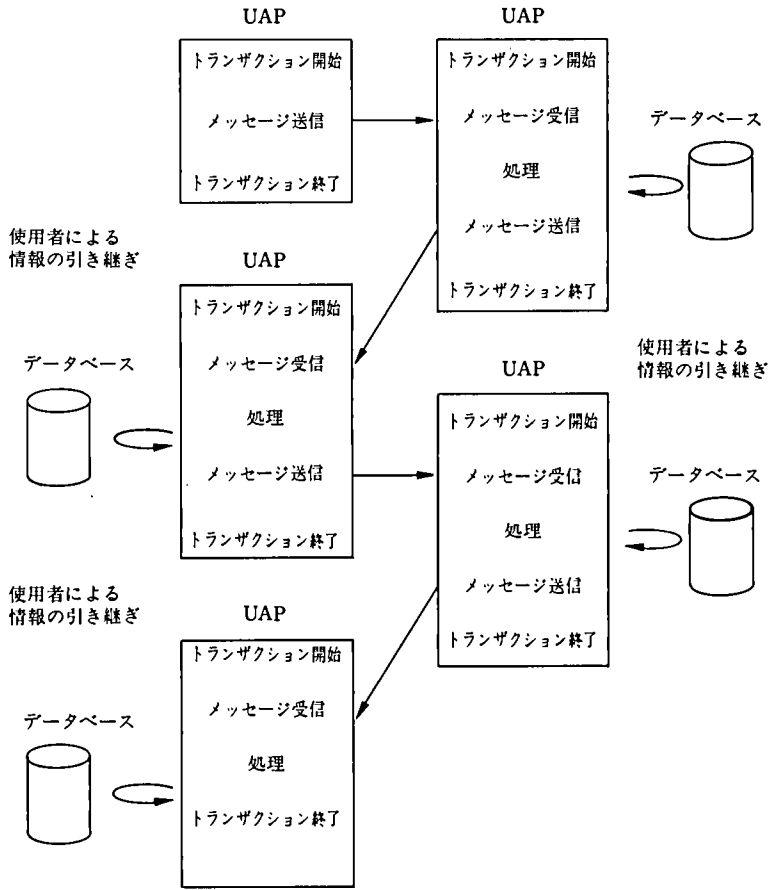 UAP
トランザクション開始
メッセージ送信
トランザクション終了
UAP
トランザクション開始
メッセージ受信
処理
メッセージ送信
トランザクション終了
データベース
使用者による
情報の引き継ぎ
UAP
トランザクション開始
メッセージ受信
処理
メッセージ送信
トランザクション終了
データベース
使用者による
情報の引き継ぎ
UAP
トランザクション開始
メッセージ受信
処理
メッセージ送信
トランザクション終了
データベース
使用者による
情報の引き継ぎ
UAP
トランザクション開始
メッセージ受信
処理
トランザクション終了
データベース